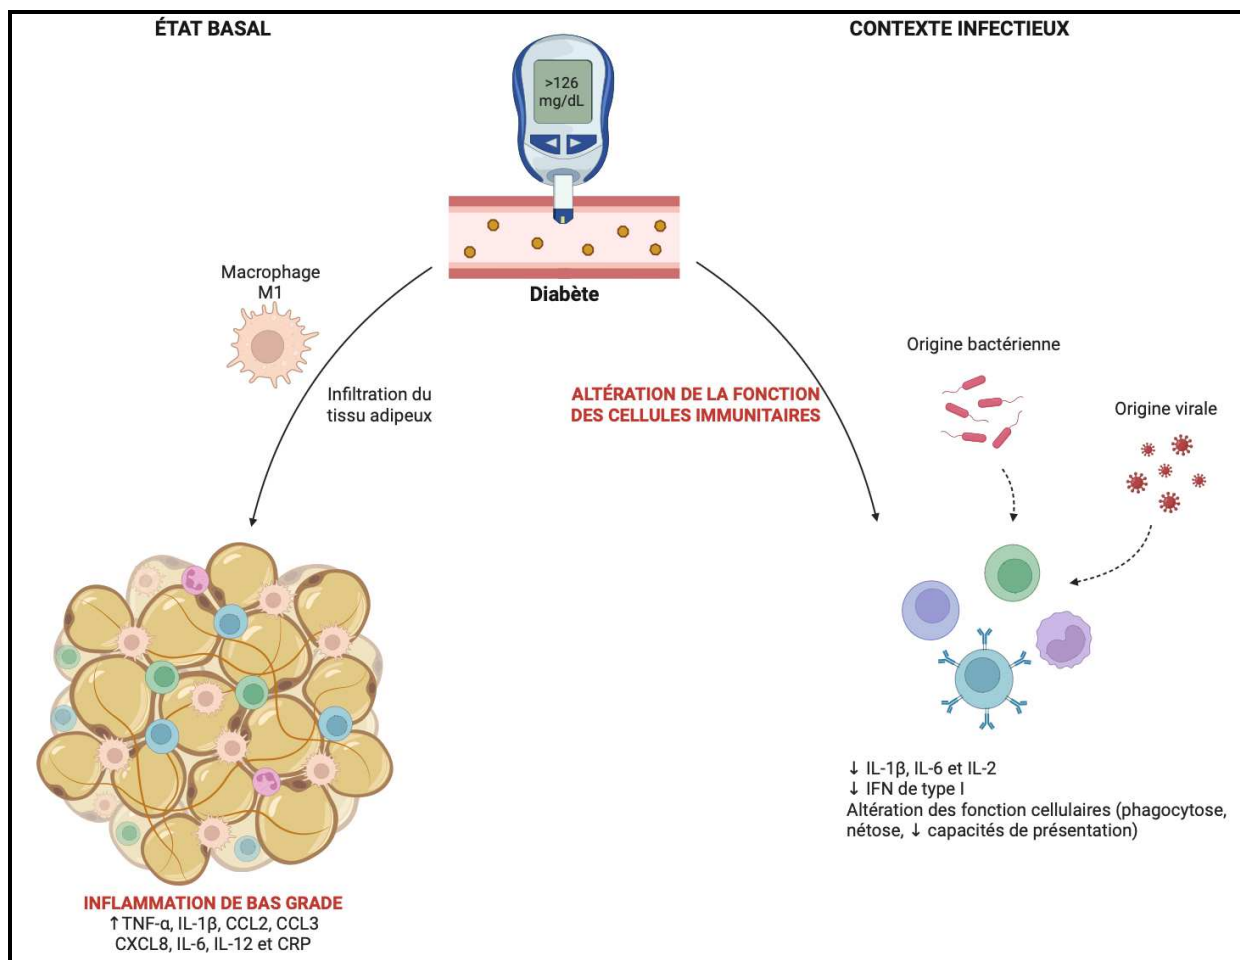 ÉTAT BASAL
CONTEXTE INFECTIEUX
>126
mg/dL
Diabète
Macrophage
M1
Infiltration du
tissu adipeux
ALTÉRATION DE LA FONCTION
DES CELLULES IMMUNITAIRES
Origine bactérienne
Origine virale
↓ IL-1β, IL-6 et IL-2
↓ IFN de type I
Altération des fonction cellulaires (phagocytose,
nétose, ↓ capacités de présentation)
INFLAMMATION DE BAS GRADE
↑TNF-α, IL-1β, CCL2, CCL3
CXCL8, IL-6, IL-12 et CRP